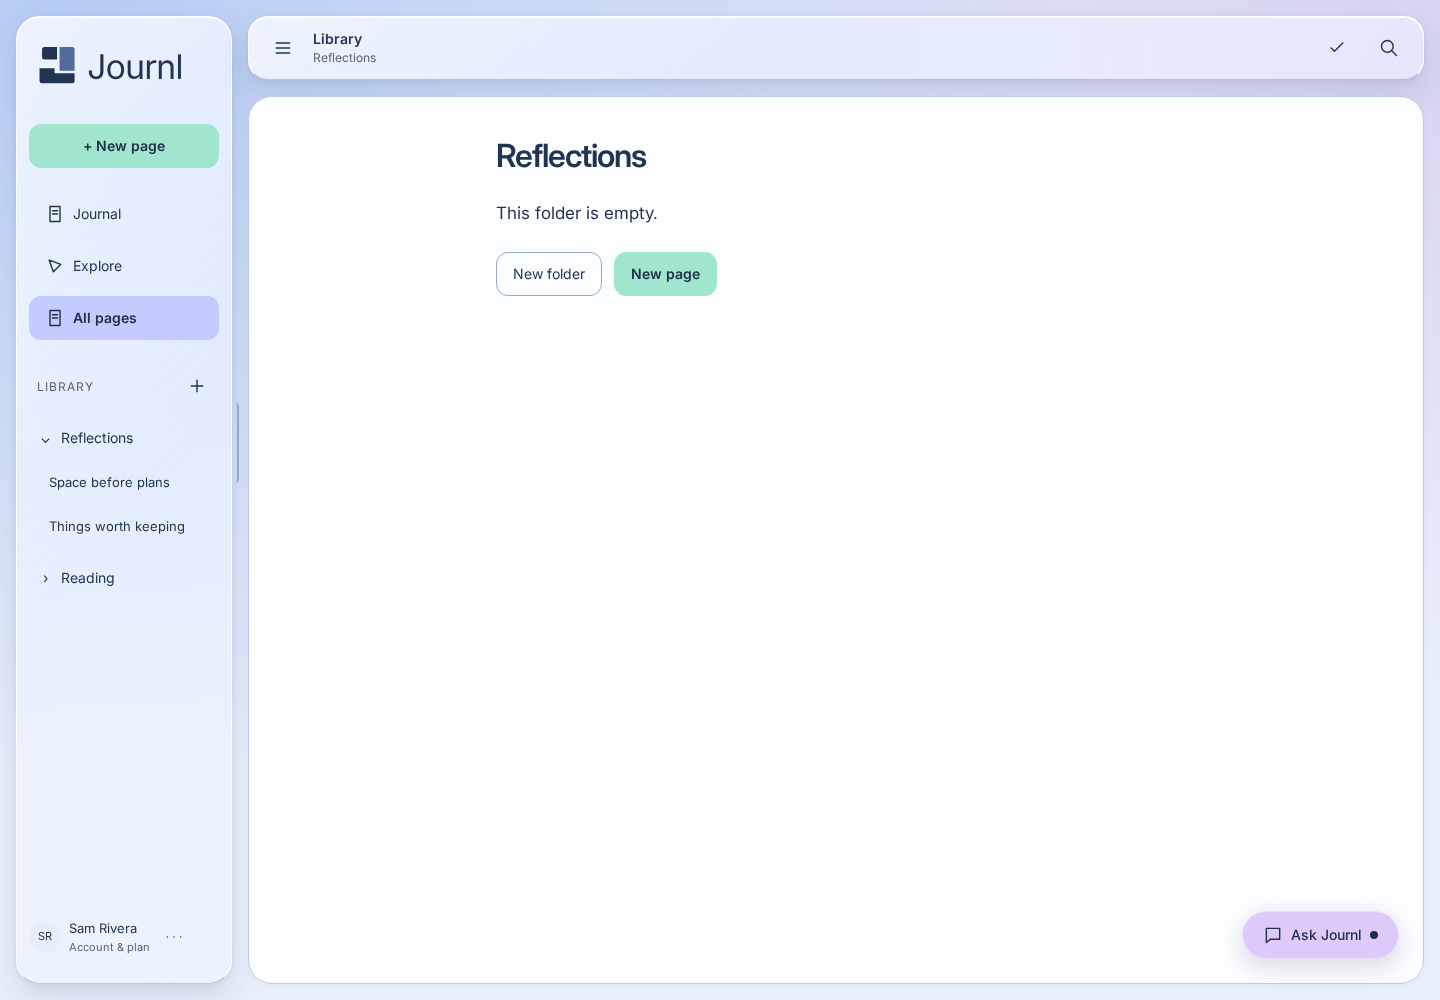 Journl
+ New page
Journal
Explore
All pages
LIBRARY
Reflections
Space before plans
Things worth keeping
Reading
SR
Sam Rivera
Account & plan
...
Library
Reflections
Reflections
This folder is empty.
New folder
New page
Ask Journl